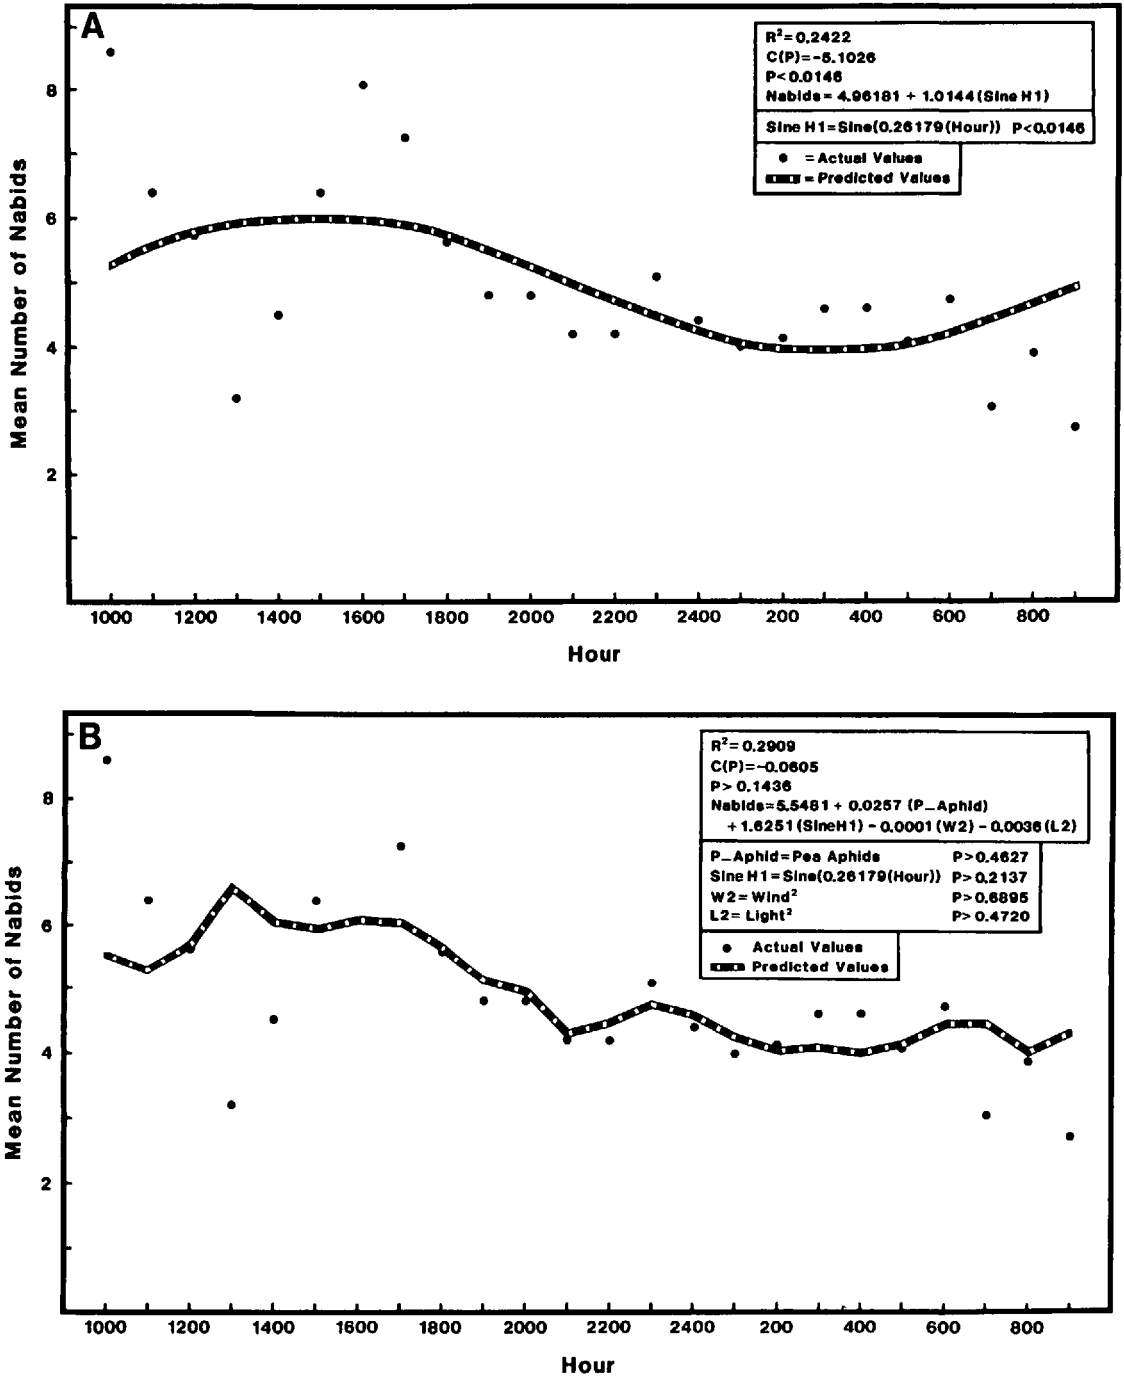 A
R²=0.2422
C(P)=-5.1026
P<0.0146
Nabids= 4.96181 + 1.0144(Sine H1)
Sine H1=Sine(0.26179(Hour)) P<0.0146
● =Actual Values
=Predicted Values
Mean Number of Nabids
8
6
4
2
1000 1200 1400 1600 1800 2000 2200 2400 200 400 600 800
Hour
B
R²=0.2909
C(P)=-0.0605
P>0.1436
Nabids=5.5481 + 0.0257 (P_Aphid)
+1.6251(SineH1) - 0.0001(W2) - 0.0036(L2)
P_Aphid=Pea Aphids P>0.4627
Sine H1=Sine(0.26179(Hour)) P>0.2137
W2=Wind² P>0.6895
L2=Light² P>0.4720
● Actual Values
Predicted Values
Mean Number of Nabids
8
6
4
2
1000 1200 1400 1600 1800 2000 2200 2400 200 400 600 800
Hour